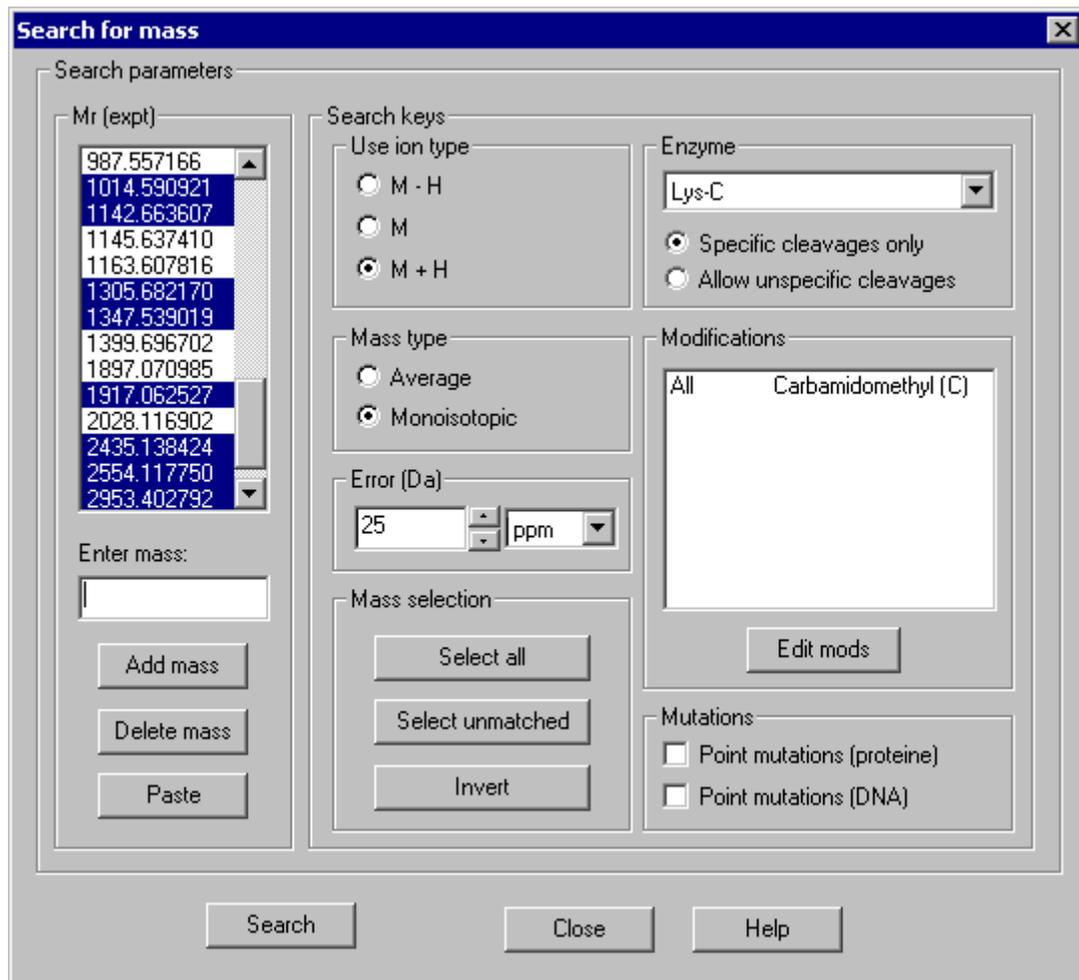 Search for mass
Search parameters
Mr (expt)
987.557166
1014.590921
1142.663607
1145.637410
1163.607816
1305.682170
1347.539019
1399.696702
1897.070985
1917.062527
2028.116902
2435.138424
2554.117750
2953.402792
Enter mass:
Add mass
Delete mass
Paste
Search keys
Use ion type
M - H
M
M + H
Mass type
Average
Monoisotopic
Error (Da)
25 ppm
Mass selection
Select all
Select unmatched
Invert
Enzyme
Lys-C
Specific cleavages only
Allow unspecific cleavages
Modifications
All Carbamidomethyl (C)
Edit mods
Mutations
Point mutations (proteine)
Point mutations (DNA)
Search Close Help